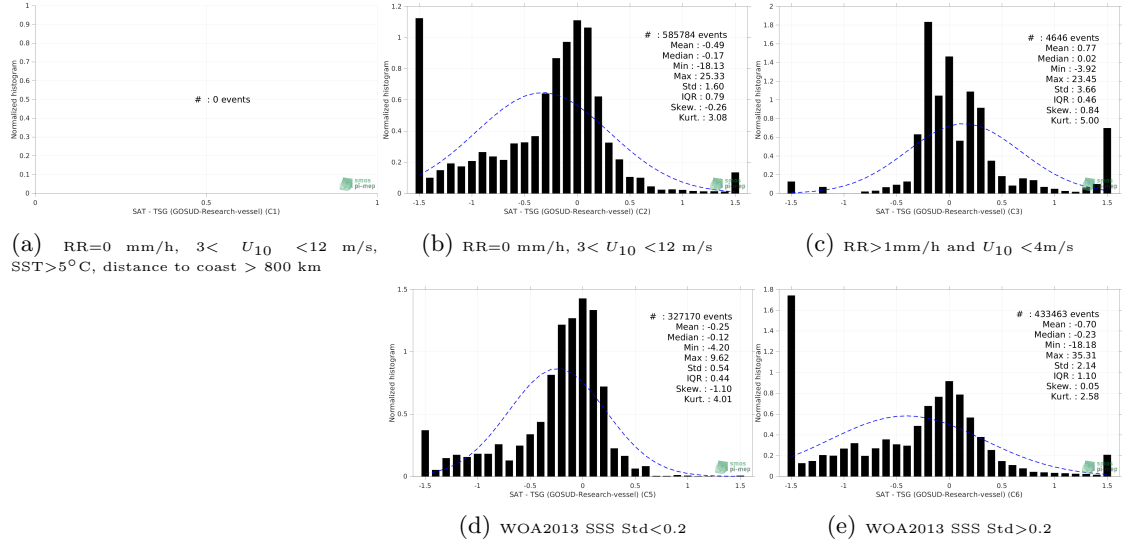 1
0.9
0.8
0.7
0.6
0.5
0.4
0.3
0.2
0.1
0
0
0.5
1
Normalized histogram
# : 0 events
smos
pi-mep
SAT - TSG (GOSUD-Research-vessel) (C1)
(a) RR=0 mm/h, 3< U10 <12 m/s,
SST>5°C, distance to coast > 800 km
1.2
1
0.8
0.6
0.4
0.2
0
-1.5
-1
-0.5
0
0.5
1
1.5
Normalized histogram
# : 585784 events
Mean : -0.49
Median : -0.17
Min : -18.13
Max : 25.33
Std : 1.60
IQR : 0.79
Skew. : -0.26
Kurt. : 3.08
smos
pi-mep
SAT - TSG (GOSUD-Research-vessel) (C2)
(b) RR=0 mm/h, 3< U10 <12 m/s
2
1.8
1.6
1.4
1.2
1
0.8
0.6
0.4
0.2
0
-1.5
-1
-0.5
0
0.5
1
1.5
Normalized histogram
# : 4646 events
Mean : 0.77
Median : 0.02
Min : -3.92
Max : 23.45
Std : 3.66
IQR : 0.46
Skew. : 0.84
Kurt. : 5.00
smos
pi-mep
SAT - TSG (GOSUD-Research-vessel) (C3)
(c) RR>1mm/h and U10 <4m/s
1.5
1
0.5
0
-1.5
-1
-0.5
0
0.5
1
1.5
Normalized histogram
# : 327170 events
Mean : -0.25
Median : -0.12
Min : -4.20
Max : 9.62
Std : 0.54
IQR : 0.44
Skew. : -1.10
Kurt. : 4.01
smos
pi-mep
SAT - TSG (GOSUD-Research-vessel) (C5)
(d) WOA2013 SSS Std<0.2
1.8
1.6
1.4
1.2
1
0.8
0.6
0.4
0.2
0
-1.5
-1
-0.5
0
0.5
1
1.5
Normalized histogram
# : 433463 events
Mean : -0.70
Median : -0.23
Min : -18.18
Max : 35.31
Std : 2.14
IQR : 1.10
Skew. : 0.05
Kurt. : 2.58
smos
pi-mep
SAT - TSG (GOSUD-Research-vessel) (C6)
(e) WOA2013 SSS Std>0.2